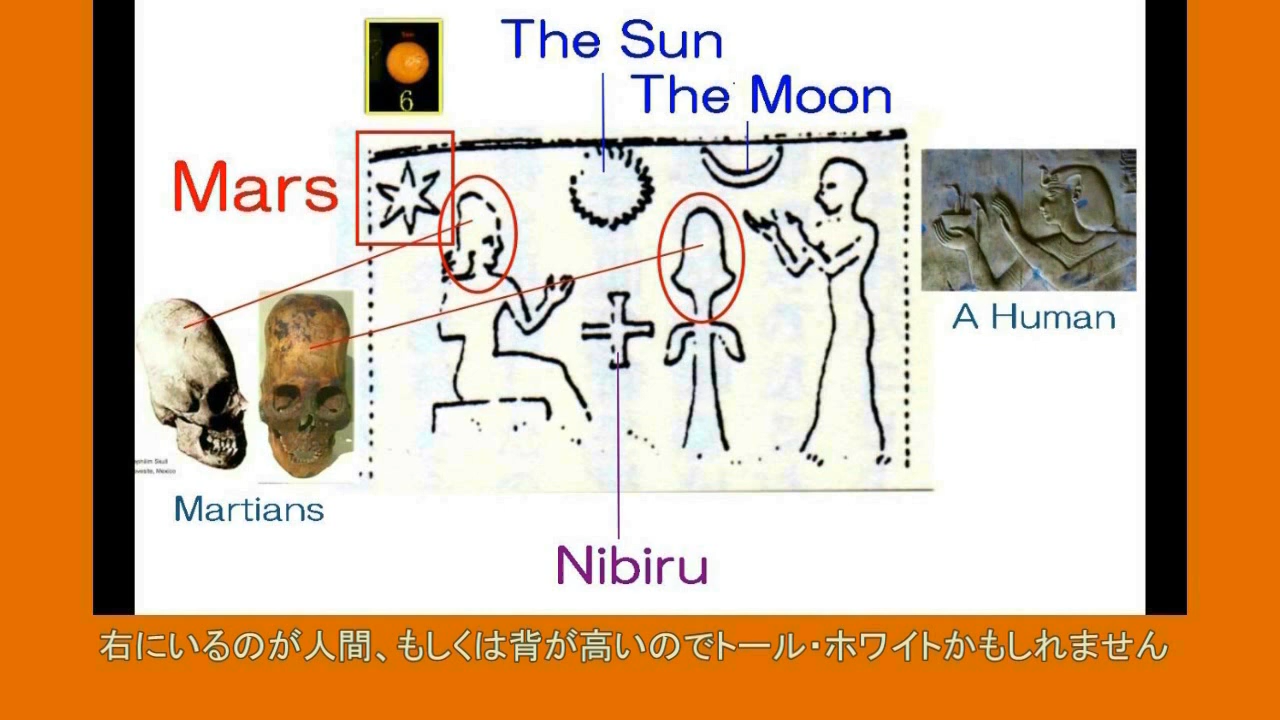 The Sun
The Moon
6
Mars
A Human
Martians
Nibiru
右にいるのが人間、もしくは背が高いのでトール・ホワイトかもしれません